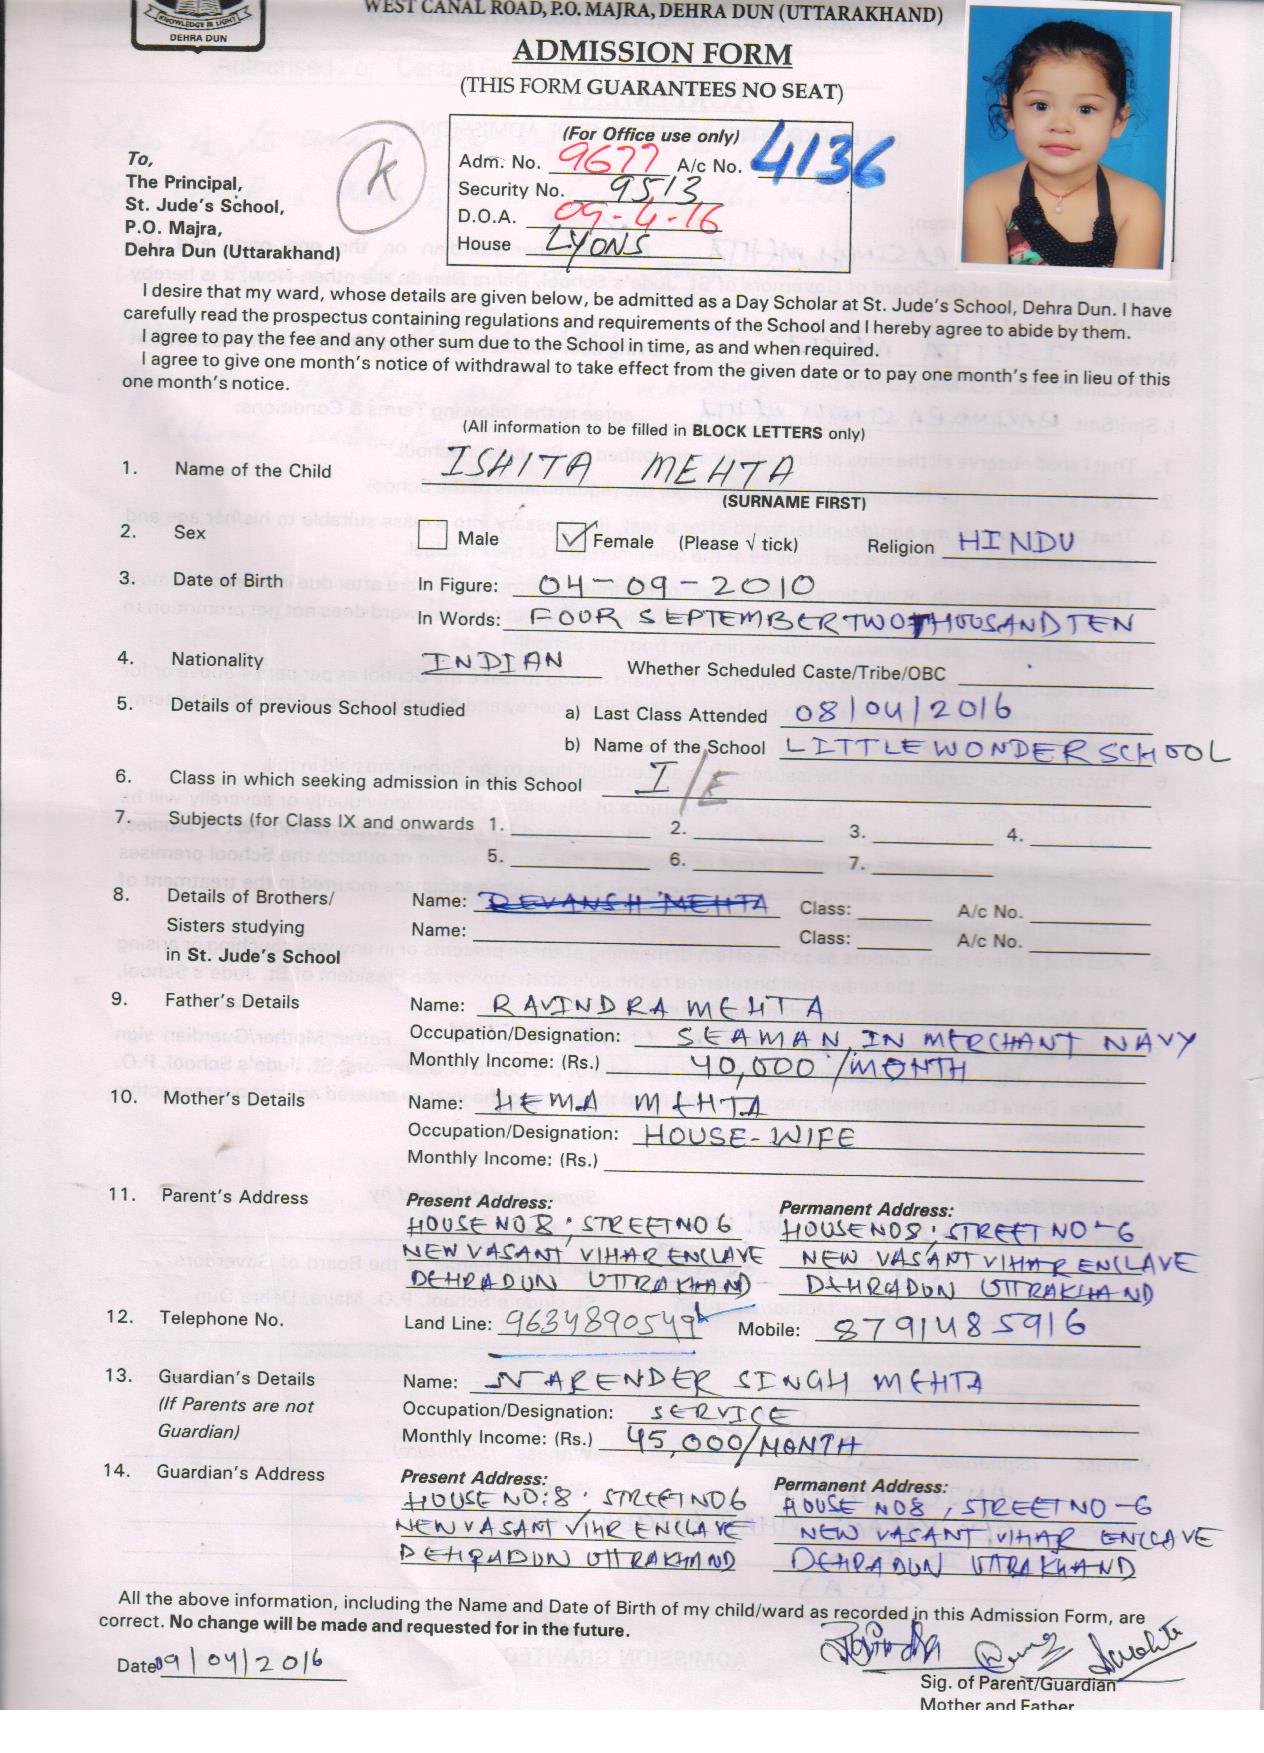 KNOWLEDGE IS LIGHT
DEHRA DUN
WEST CANAL ROAD, P.O. MAJRA, DEHRA DUN (UTTARAKHAND)
ADMISSION FORM
(THIS FORM GUARANTEES NO SEAT)
(For Office use only)
Adm. No. 9677 A/c No. 4136
Security No. 9513
D.O.A. 09-4-16
House LYONS
K
To,
The Principal,
St. Jude's School,
P.O. Majra,
Dehra Dun (Uttarakhand)
I desire that my ward, whose details are given below, be admitted as a Day Scholar at St. Jude's School, Dehra Dun. I have
carefully read the prospectus containing regulations and requirements of the School and I hereby agree to abide by them.
I agree to pay the fee and any other sum due to the School in time, as and when required.
I agree to give one month's notice of withdrawal to take effect from the given date or to pay one month's fee in lieu of this
one month's notice.
(All information to be filled in BLOCK LETTERS only)
1. Name of the Child ISHITA MEHTA
(SURNAME FIRST)
2. Sex Male Female (Please √ tick) Religion HINDU
3. Date of Birth In Figure: 04-09-2010
In Words: FOUR SEPTEMBER TWO THOUSAND TEN
4. Nationality INDIAN Whether Scheduled Caste/Tribe/OBC
5. Details of previous School studied a) Last Class Attended 08/04/2016
b) Name of the School LITTLE WONDER SCHOOL
6. Class in which seeking admission in this School I/E
7. Subjects (for Class IX and onwards 1. 2. 3. 4.
5. 6. 7.
8. Details of Brothers/ Name: DEVANSH MEHTA Class: A/c No.
Sisters studying Name: Class: A/c No.
in St. Jude's School
9. Father's Details Name: RAVINDRA MEHTA
Occupation/Designation: SEAMAN IN MERCHANT NAVY
Monthly Income: (Rs.) 40,000/MONTH
10. Mother's Details Name: HEMA MEHTA
Occupation/Designation: HOUSE-WIFE
Monthly Income: (Rs.)
11. Parent's Address Present Address: Permanent Address:
HOUSE NO 8, STREET NO 6 HOUSE NO 8, STREET NO-6
NEW VASANT VIHAR ENCLAVE NEW VASANT VIHAR ENCLAVE
DEHRADUN UTTRAKHAND DEHRADUN UTTRAKHAND
12. Telephone No. Land Line: 9634890549 Mobile: 8791485916
13. Guardian's Details Name: NARENDER SINGH MEHTA
(If Parents are not Occupation/Designation: SERVICE
Guardian) Monthly Income: (Rs.) 45,000/MONTH
14. Guardian's Address Present Address: Permanent Address:
HOUSE NO:8, STREET NO 6 HOUSE NO8, STREET NO-6
NEW VASANT VIHR ENCLAVE NEW VASANT VIHAR ENCLAVE
DEHRADUN UTTRAKHAND DEHRADUN UTTRAKHAND
All the above information, including the Name and Date of Birth of my child/ward as recorded in this Admission Form, are
correct. No change will be made and requested for in the future.
Date 09/04/2016
Sig. of Parent/Guardian
Mother and Father